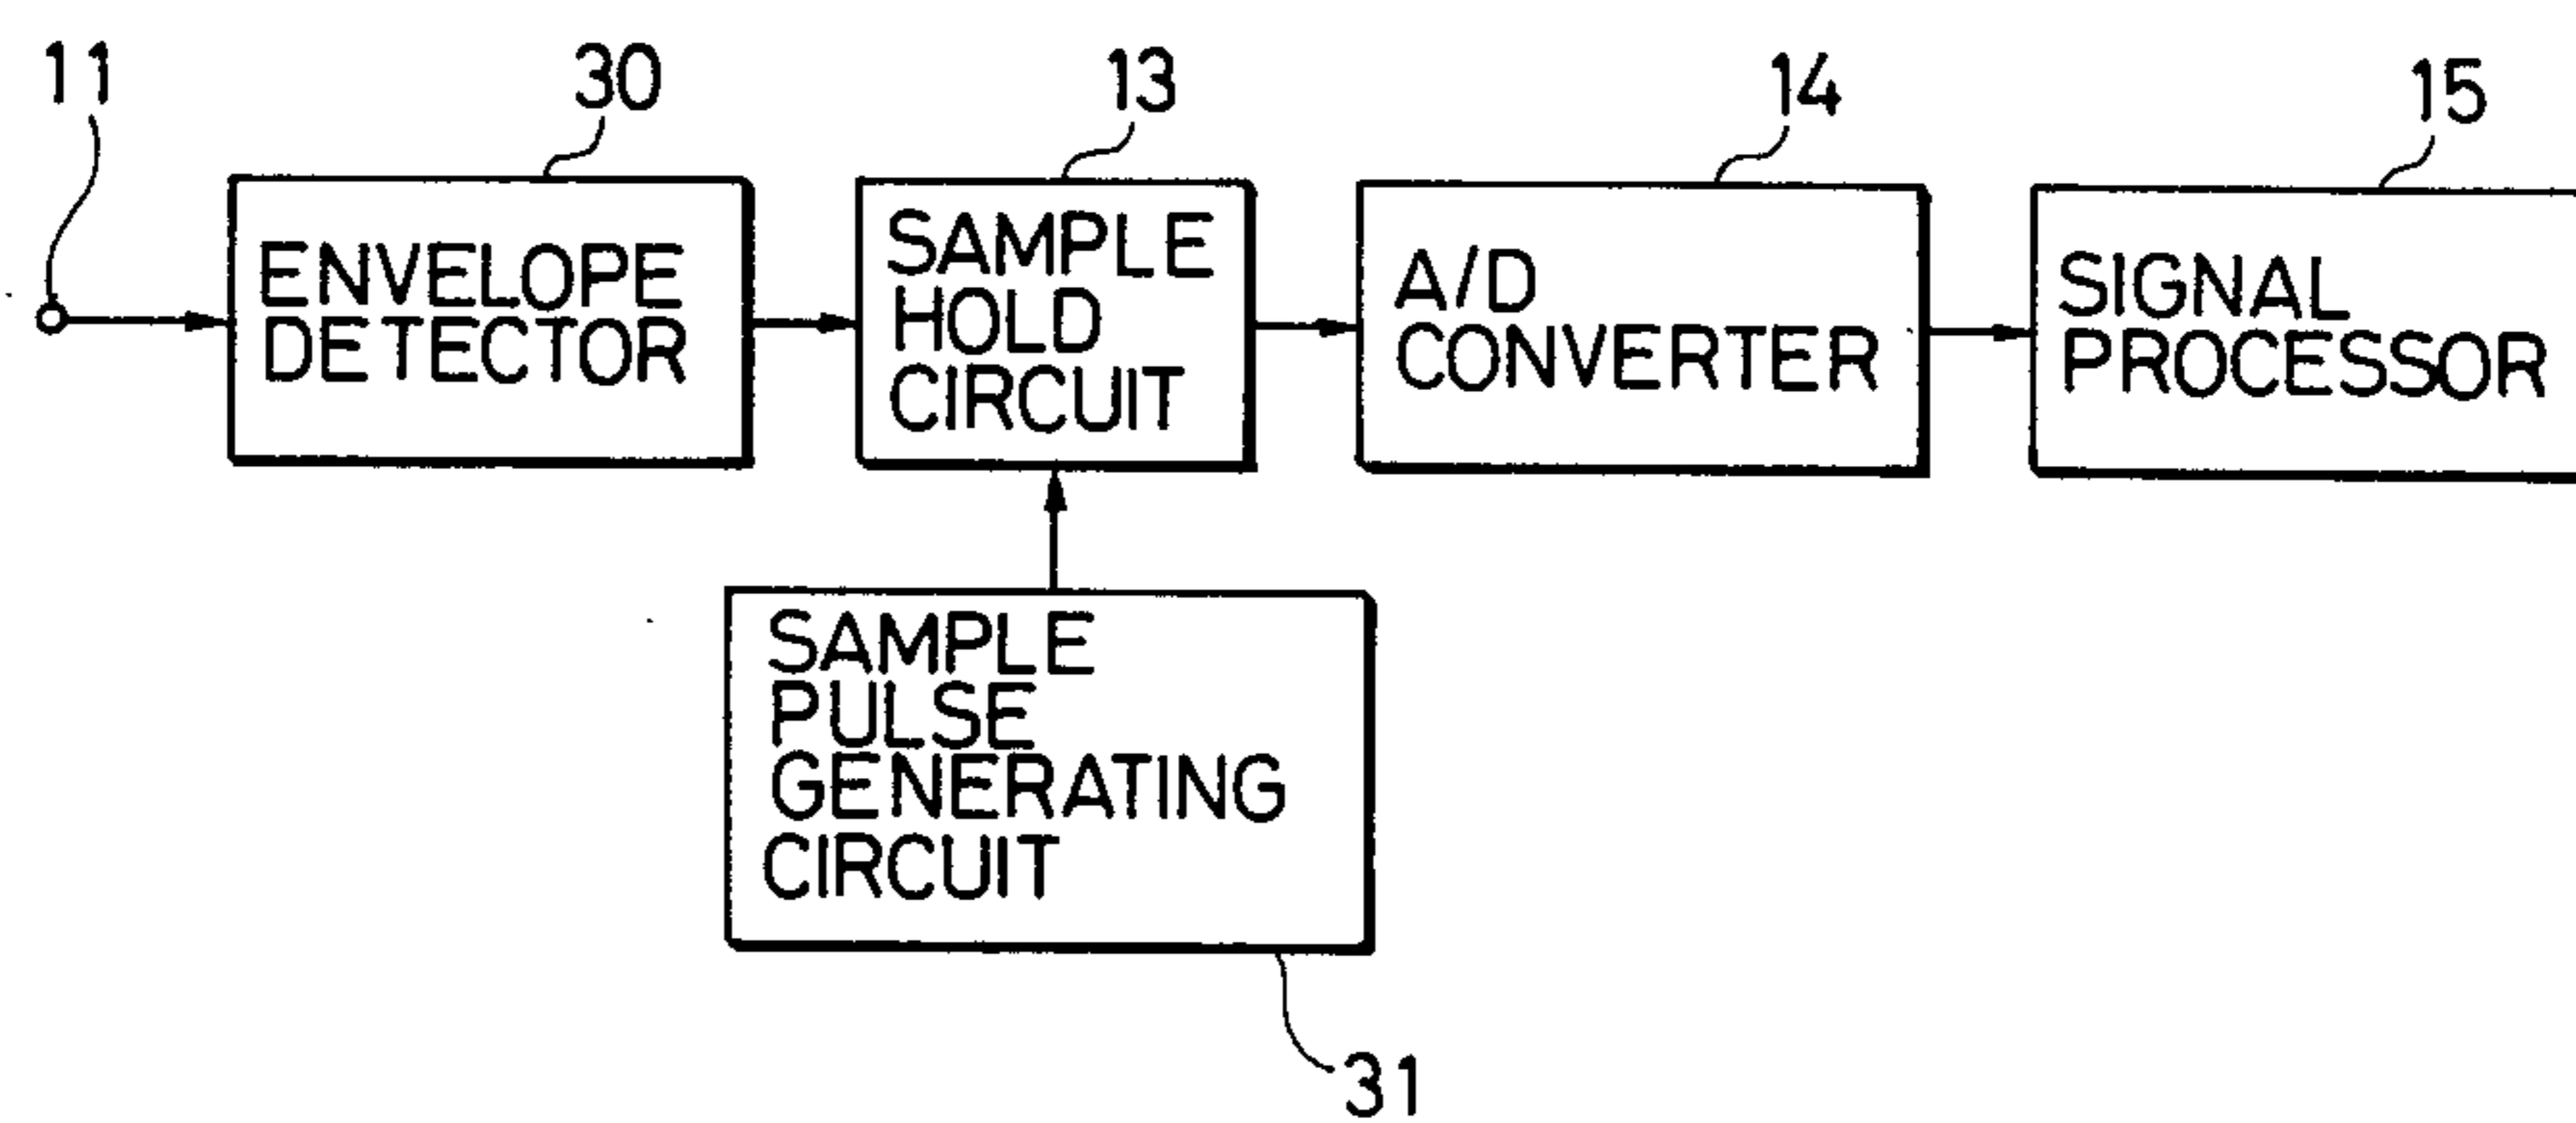 11
30
13
14
15
ENVELOPE
DETECTOR
SAMPLE
HOLD
CIRCUIT
A/D
CONVERTER
SIGNAL
PROCESSOR
SAMPLE
PULSE
GENERATING
CIRCUIT
31